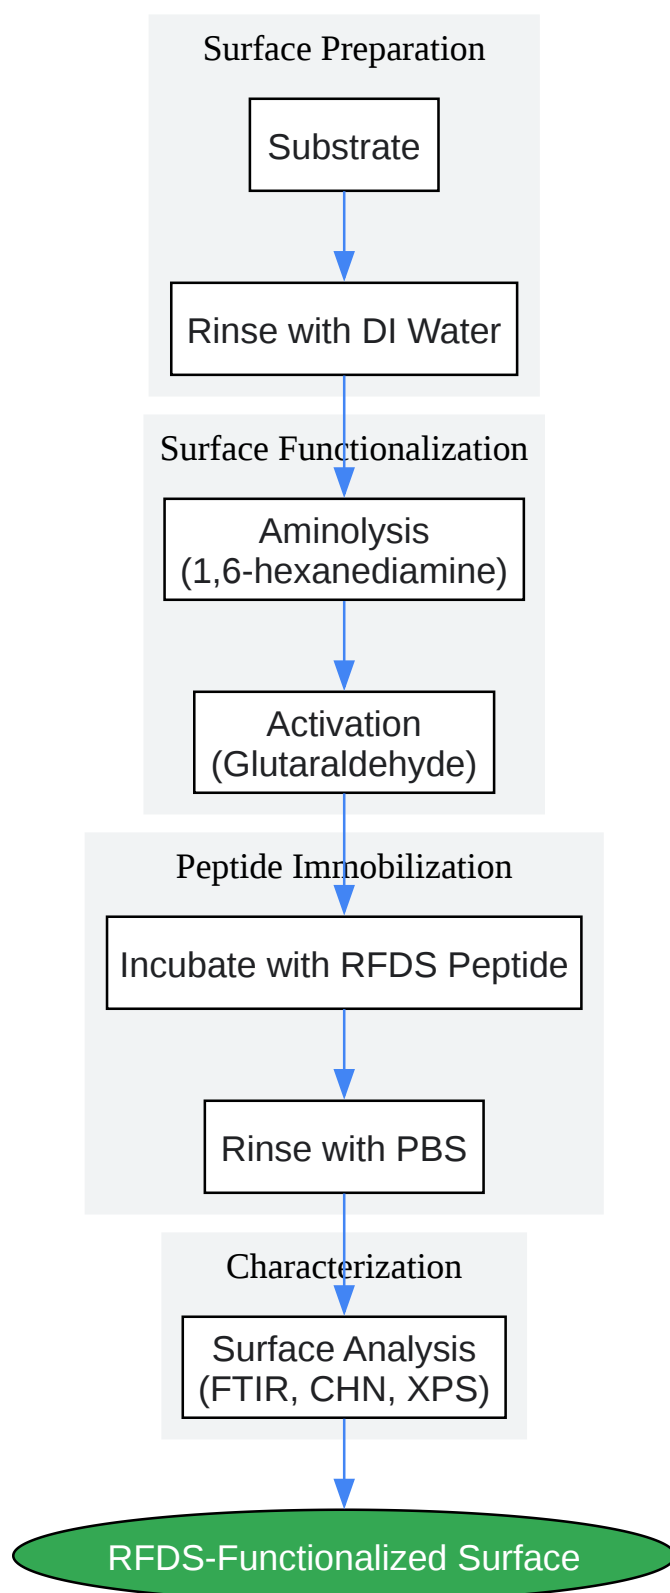 Surface Preparation
Substrate
Rinse with DI Water
Surface Functionalization
Aminolysis
(1,6-hexanediamine)
Activation
(Glutaraldehyde)
Peptide Immobilization
Incubate with RFDS Peptide
Rinse with PBS
Characterization
Surface Analysis
(FTIR, CHN, XPS)
RFDS-Functionalized Surface